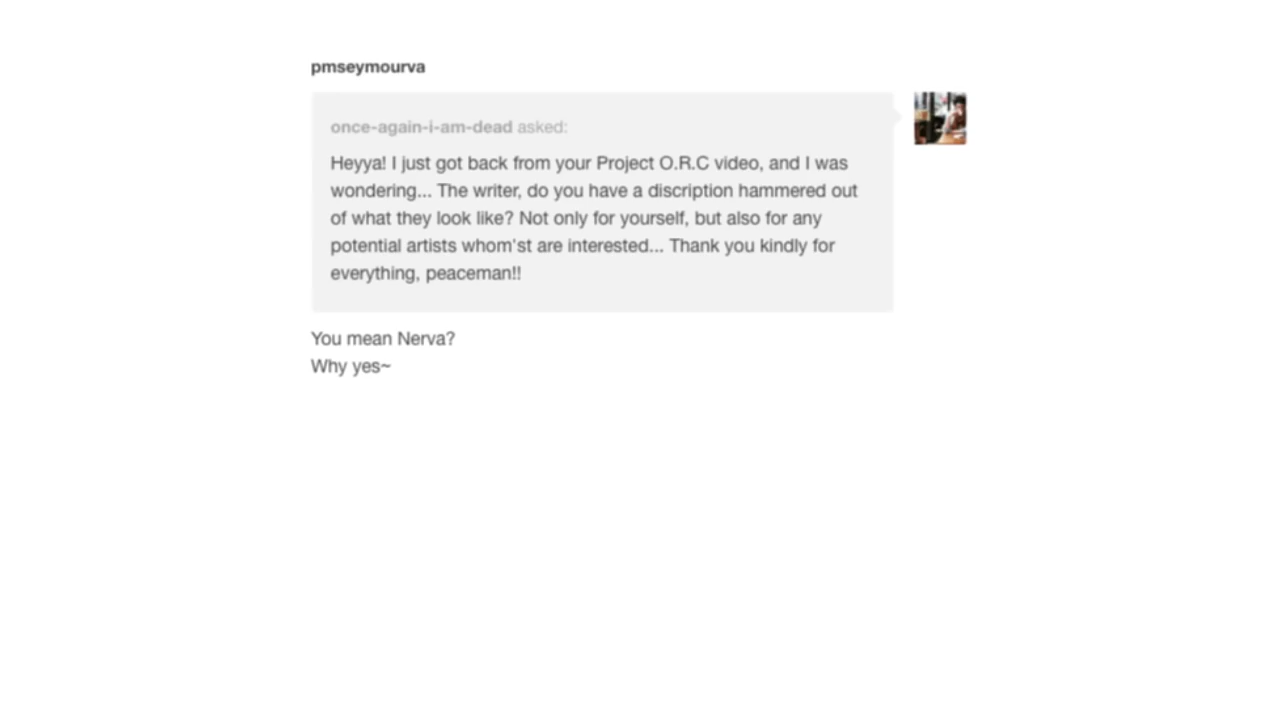 pmseymourva
once-again-i-am-dead asked:
Heyya! I just got back from your Project O.R.C video, and I was
wondering... The writer, do you have a discription hammered out
of what they look like? Not only for yourself, but also for any
potential artists whom'st are interested... Thank you kindly for
everything, peaceman!!
You mean Nerva?
Why yes~